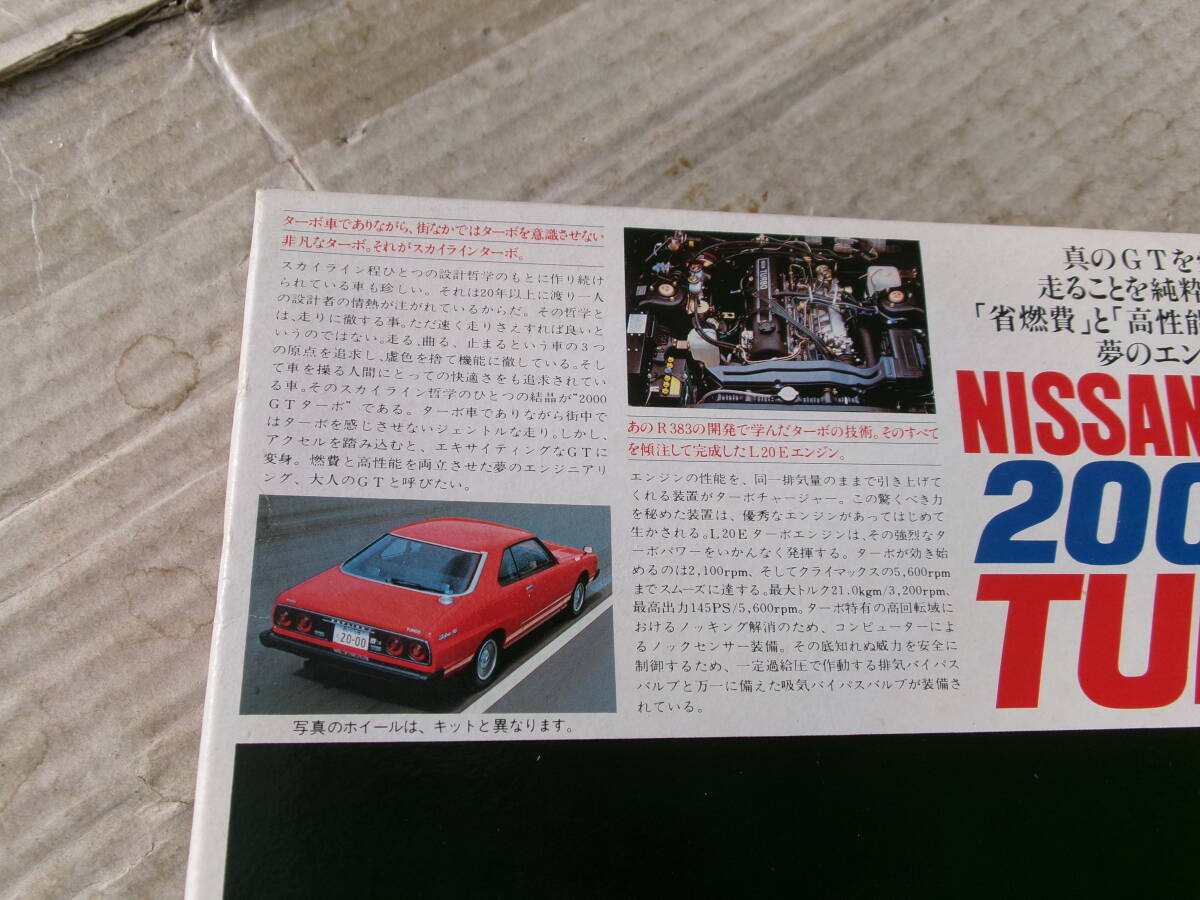 ターボ車でありながら、街なかではターボを意識させない
非凡なターボ。それがスカイラインターボ。
スカイライン程ひとつの設計哲学のもとに作り続け
られている車も珍しい。それは20年以上に渡り一人
の設計者の情熱が注がれているからだ。その哲学と
は、走りに徹する事。ただ速く走りさえすれば良いと
いうのではない。走る、曲る、止まるという車の3つ
の原点を追求し、虚色を捨て機能に徹している。そし
て車を操る人間にとっての快適さをも追求されてい
る車。そのスカイライン哲学のひとつの結晶が"2000
GTターボ"である。ターボ車でありながら街中で
はターボを感じさせないジェントルな走り。しかし、
アクセルを踏み込むと、エキサイティングなGTに
変身。燃費と高性能を両立させた夢のエンジニアリ
ング、大人のGTと呼びたい。
TURBO
20-00
写真のホイールは、キットと異なります。
TURBO
あのR383の開発で学んだターボの技術。そのすべて
を傾注して完成したL20Eエンジン。
エンジンの性能を、同一排気量のままで引き上げて
くれる装置がターボチャージャー。この驚くべき力
を秘めた装置は、優秀なエンジンがあってはじめて
生かされる。L20Eターボエンジンは、その強烈なタ
ーボパワーをいかんなく発揮する。ターボが効き始
めるのは2,100rpm、そしてクライマックスの5,600rpm
までスムーズに達する。最大トルク21.0kgm/3,200rpm、
最高出力145PS/5,600rpm。ターボ特有の高回転域に
おけるノッキング解消のため、コンピューターによ
るノックセンサー装備。その底知れぬ威力を安全に
制御するため、一定過給圧で作動する排気バイパス
バルブと万一に備えた吸気バイパスバルブが装備さ
れている。
真のGTを
走ることを純粋
「省燃費」と「高性能
夢のエン
NISSAN
200
TU